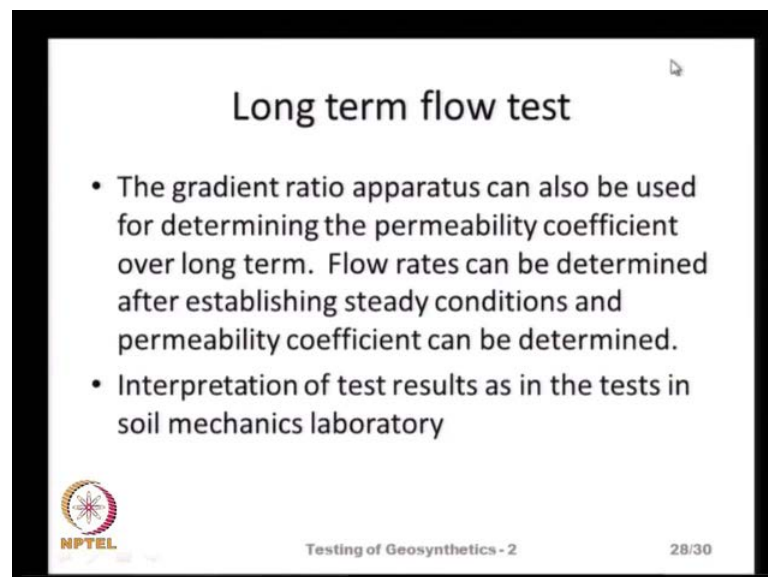 Long term flow test
• The gradient ratio apparatus can also be used
for determining the permeability coefficient
over long term. Flow rates can be determined
after establishing steady conditions and
permeability coefficient can be determined.
• Interpretation of test results as in the tests in
soil mechanics laboratory
NPTEL
Testing of Geosynthetics - 2
28/30